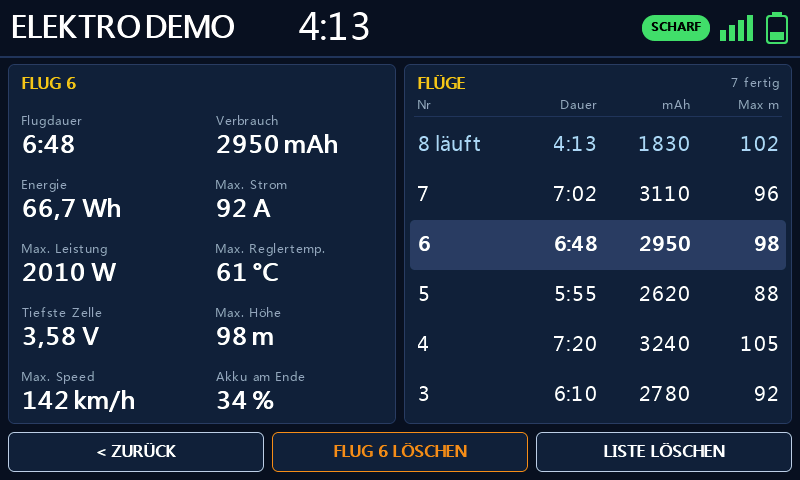 ELEKTRO DEMO 4:13 SCHARF
FLUG 6
Flugdauer Verbrauch
6:48 2950 mAh
Energie Max. Strom
66,7 Wh 92 A
Max. Leistung Max. Reglertemp.
2010 W 61 °C
Tiefste Zelle Max. Höhe
3,58 V 98 m
Max. Speed Akku am Ende
142 km/h 34 %
FLÜGE 7 fertig
Nr Dauer mAh Max m
8 läuft 4:13 1830 102
7 7:02 3110 96
6 6:48 2950 98
5 5:55 2620 88
4 7:20 3240 105
3 6:10 2780 92
< ZURÜCK FLUG 6 LÖSCHEN LISTE LÖSCHEN